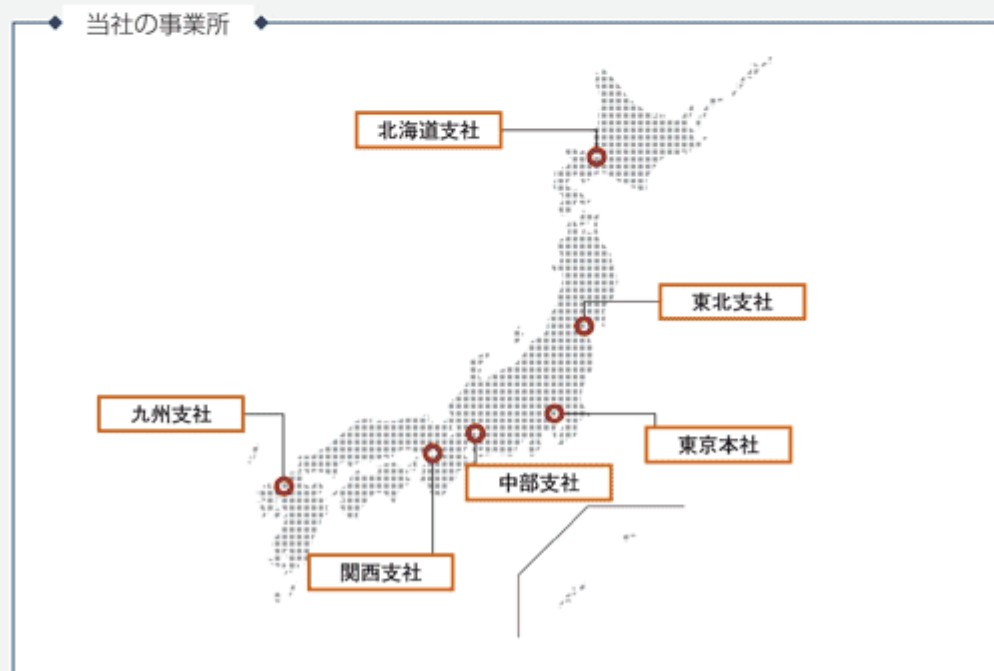 当社の事業所
北海道支社
東北支社
九州支社
東京本社
中部支社
関西支社